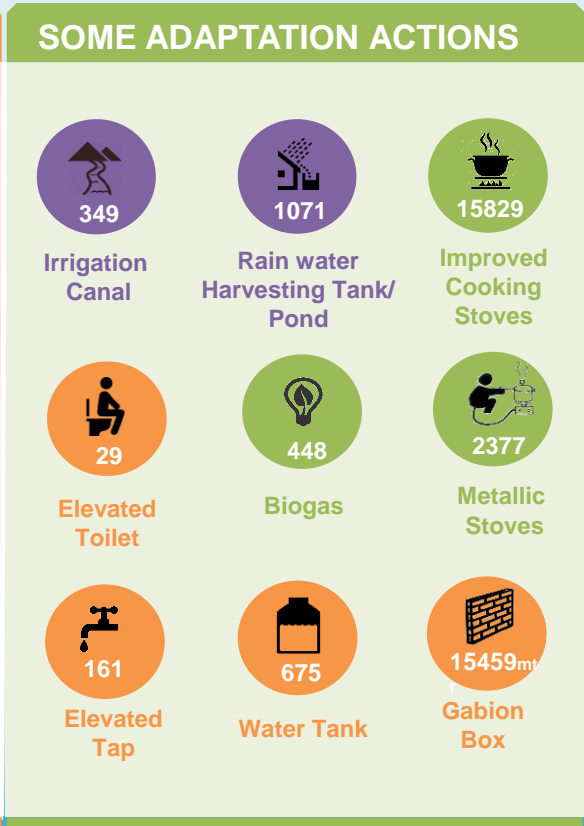 SOME ADAPTATION ACTIONS
349
Irrigation
Canal
1071
Rain water
Harvesting Tank/
Pond
15829
Improved
Cooking
Stoves
29
Elevated
Toilet
448
Biogas
2377
Metallic
Stoves
161
Elevated
Tap
675
Water Tank
15459mt
r
Gabion
Box